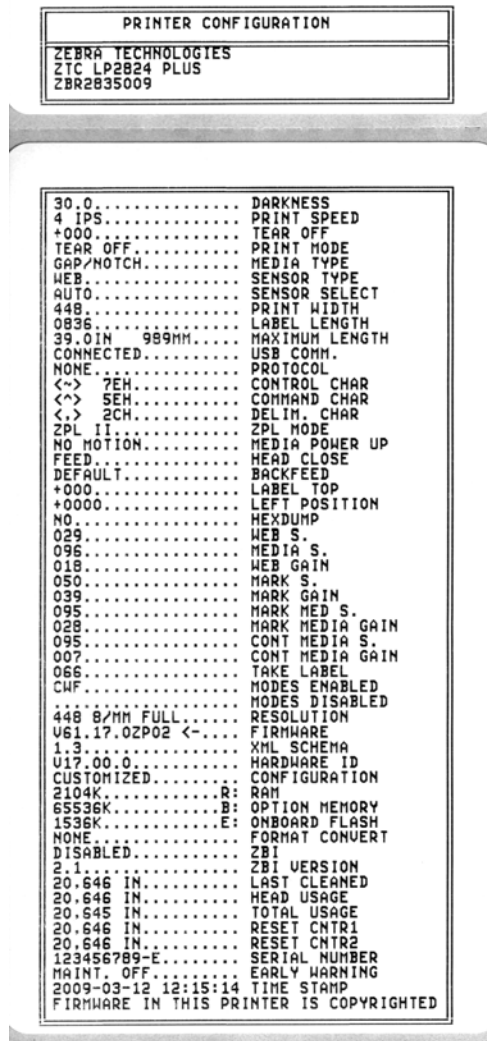 PRINTER CONFIGURATION
ZEBRA TECHNOLOGIES
ZTC LP2824 PLUS
ZBR2835009
30.0............... DARKNESS
4 IPS.............. PRINT SPEED
+000............... TEAR OFF
TEAR OFF........... PRINT MODE
GAP/NOTCH.......... MEDIA TYPE
WEB................ SENSOR TYPE
AUTO............... SENSOR SELECT
448................ PRINT WIDTH
0836............... LABEL LENGTH
39.0IN   989MM..... MAXIMUM LENGTH
CONNECTED.......... USB COMM.
NONE............... PROTOCOL
<~>  7EH........... CONTROL CHAR
<^>  5EH........... COMMAND CHAR
<,>  2CH........... DELIM. CHAR
ZPL II............. ZPL MODE
NO MOTION.......... MEDIA POWER UP
FEED............... HEAD CLOSE
DEFAULT............ BACKFEED
+000............... LABEL TOP
+0000.............. LEFT POSITION
NO................. HEXDUMP
029................ WEB S.
096................ MEDIA S.
018................ WEB GAIN
050................ MARK S.
039................ MARK GAIN
095................ MARK MED S.
028................ MARK MEDIA GAIN
095................ CONT MEDIA S.
007................ CONT MEDIA GAIN
066................ TAKE LABEL
CWF................ MODES ENABLED
................... MODES DISABLED
448 8/MM FULL...... RESOLUTION
V61.17.0ZP02 <-.... FIRMWARE
1.3................ XML SCHEMA
V17.00.0........... HARDWARE ID
CUSTOMIZED......... CONFIGURATION
2104K............R: RAM
65536K...........B: OPTION MEMORY
1536K............E: ONBOARD FLASH
NONE............... FORMAT CONVERT
DISABLED........... ZBI
2.1................ ZBI VERSION
20,646 IN.......... LAST CLEANED
20,646 IN.......... HEAD USAGE
20,645 IN.......... TOTAL USAGE
20,646 IN.......... RESET CNTR1
20,646 IN.......... RESET CNTR2
123456789-E........ SERIAL NUMBER
MAINT. OFF......... EARLY WARNING
2009-03-12 12:15:14 TIME STAMP
FIRMWARE IN THIS PRINTER IS COPYRIGHTED